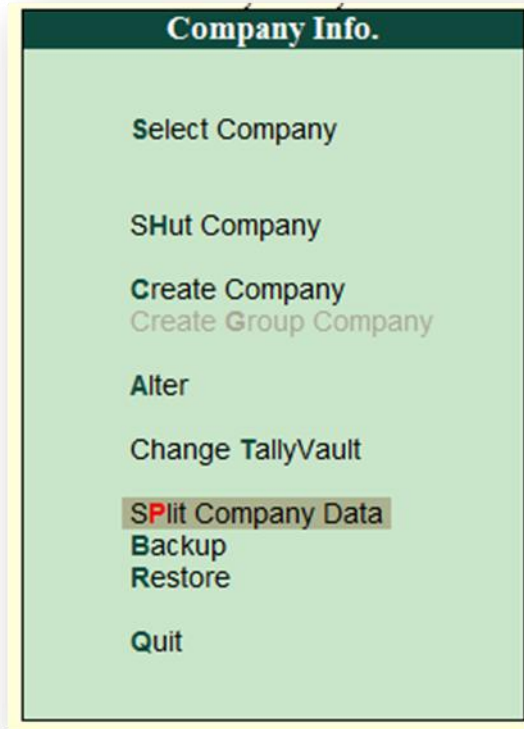 Company Info.
Select Company
SHut Company
Create Company
Create Group Company
Alter
Change TallyVault
SPlit Company Data
Backup
Restore
Quit